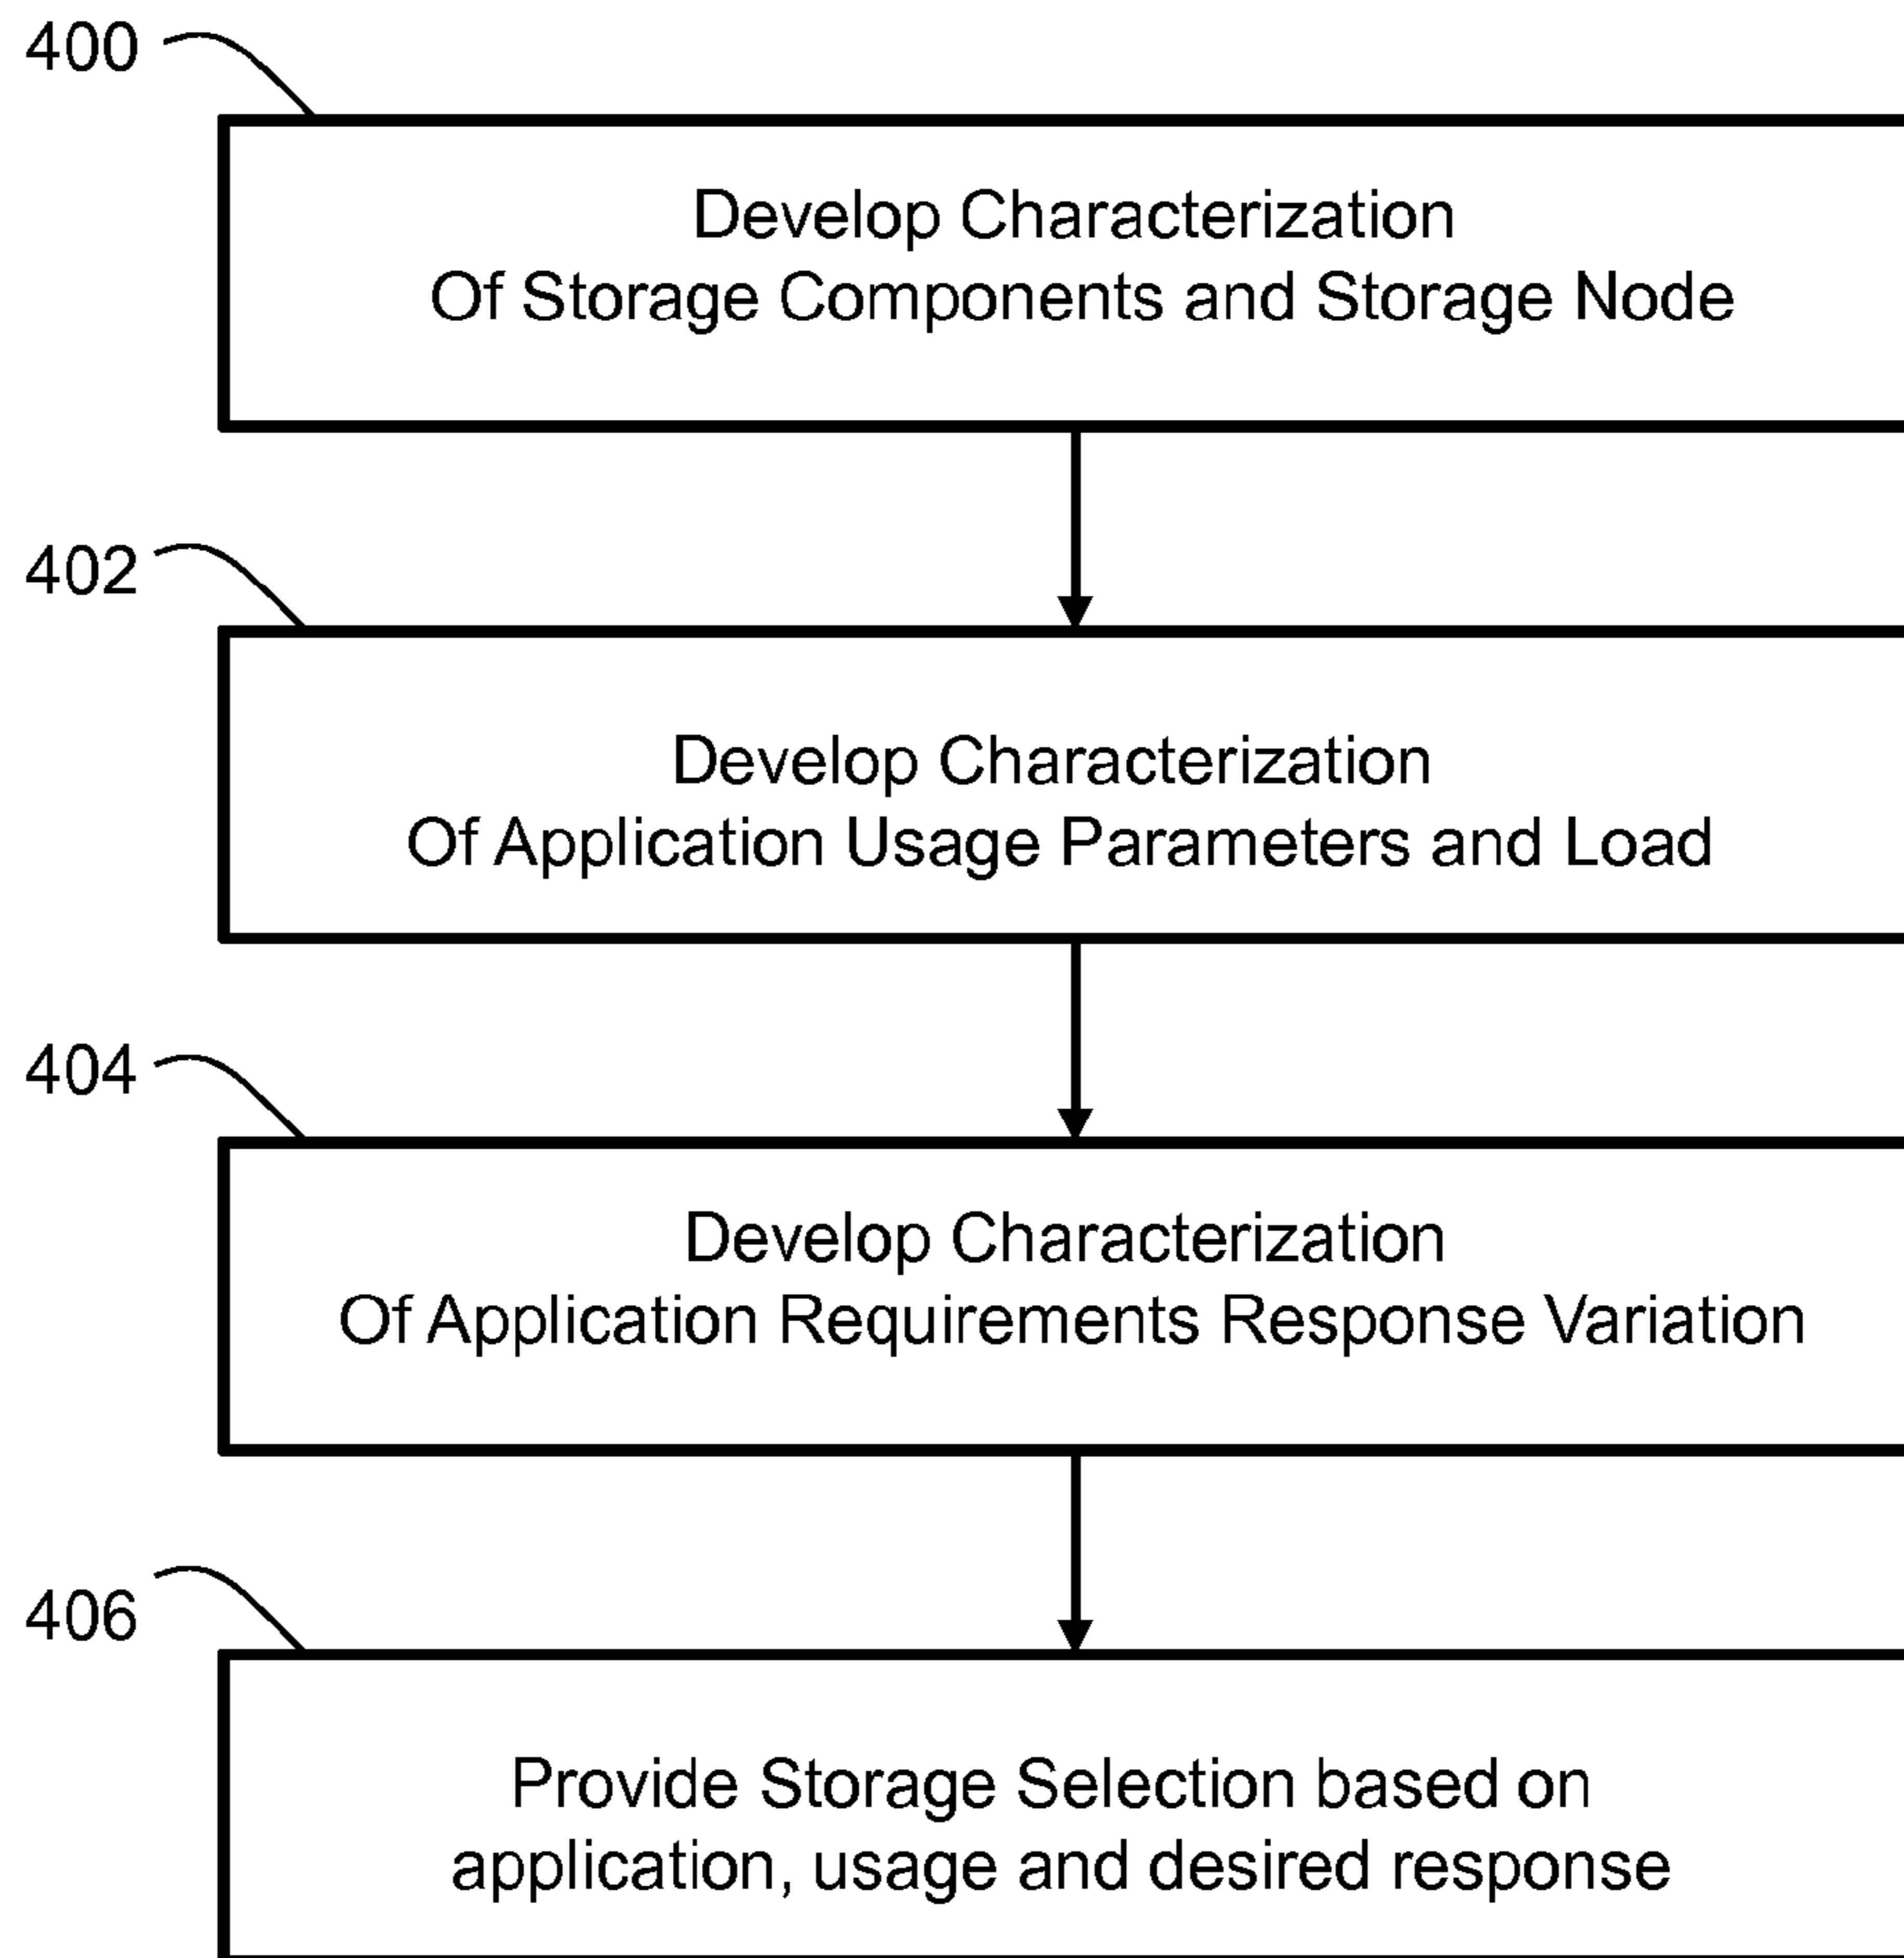 400
Develop Characterization
Of Storage Components and Storage Node
402
Develop Characterization
Of Application Usage Parameters and Load
404
Develop Characterization
Of Application Requirements Response Variation
406
Provide Storage Selection based on
application, usage and desired response